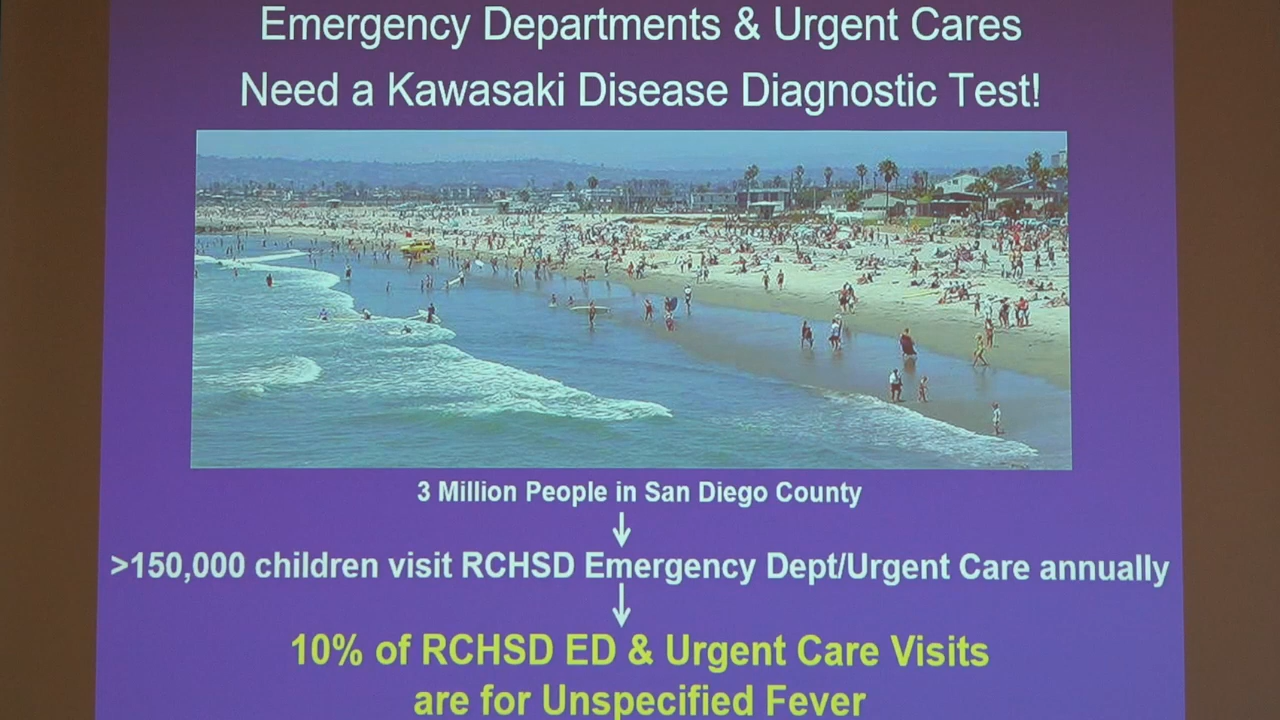 Emergency Departments & Urgent Cares
Need a Kawasaki Disease Diagnostic Test!
3 Million People in San Diego County
>150,000 children visit RCHSD Emergency Dept/Urgent Care annually
10% of RCHSD ED & Urgent Care Visits
are for Unspecified Fever